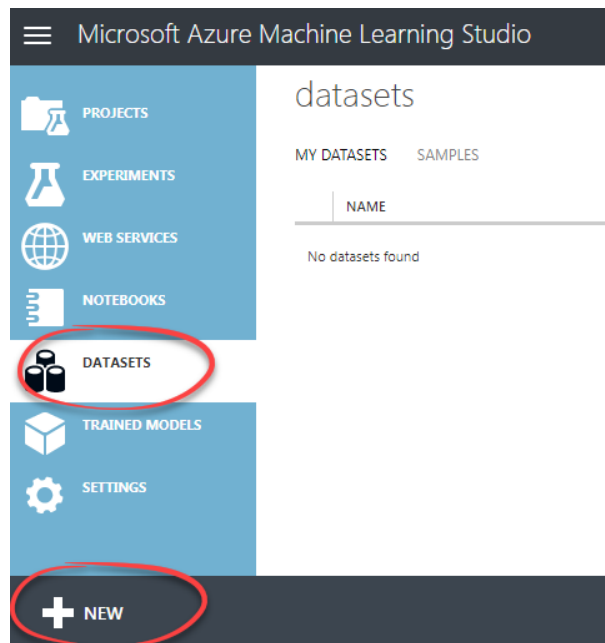 Microsoft Azure Machine Learning Studio
PROJECTS
EXPERIMENTS
WEB SERVICES
NOTEBOOKS
DATASETS
TRAINED MODELS
SETTINGS
NEW
datasets
MY DATASETS SAMPLES
NAME
No datasets found